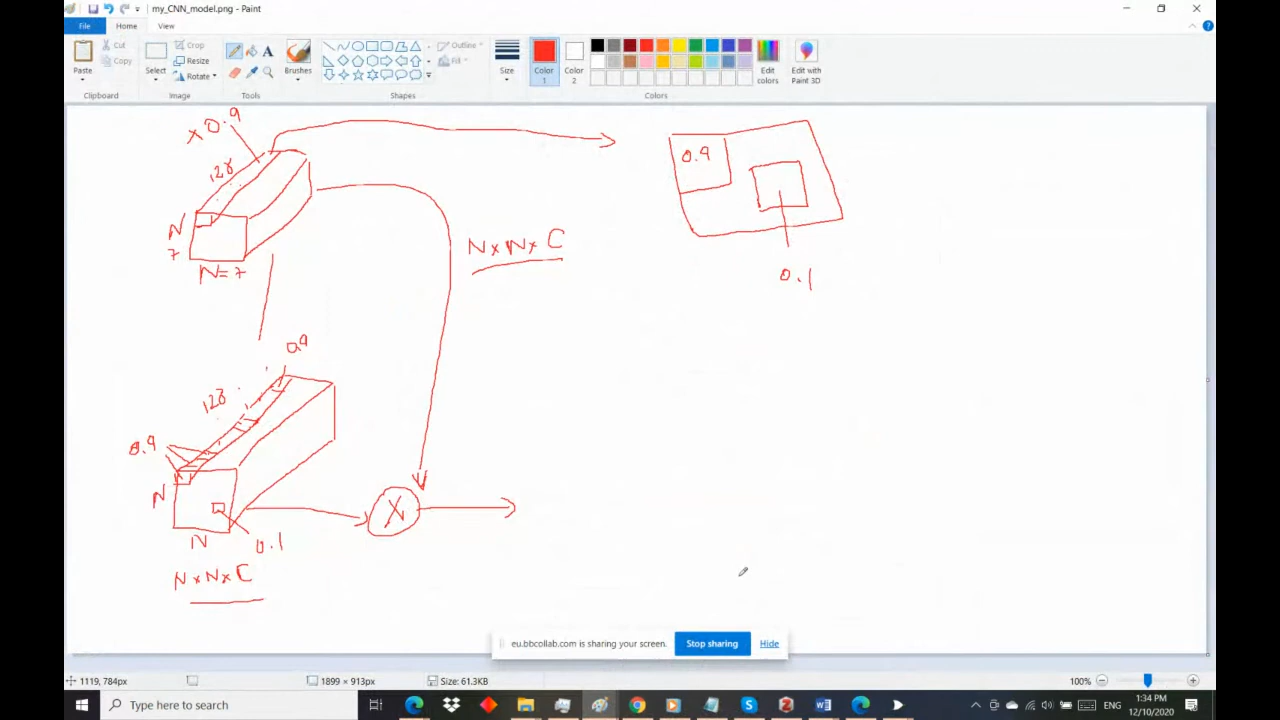 my_CNN_model.png - Paint
File Home View
Cut
Copy
Paste
Clipboard
Crop
Resize
Rotate
Select
Image
Tools
A
Brushes
Shapes
Outline
Fill
Size
Color 1
Color 2
Edit colors
Edit with Paint 3D
Colors
x 0.9
128
N
7
N=7
N x N x C
0.9
0.1
0.9
128
0.9
N
N
0.1
X
N x N x C
eu.bbcollab.com is sharing your screen.
Stop sharing
Hide
1119, 784px
1899 × 913px
Size: 61.3KB
100%
Type here to search
ENG
1:34 PM
12/10/2020